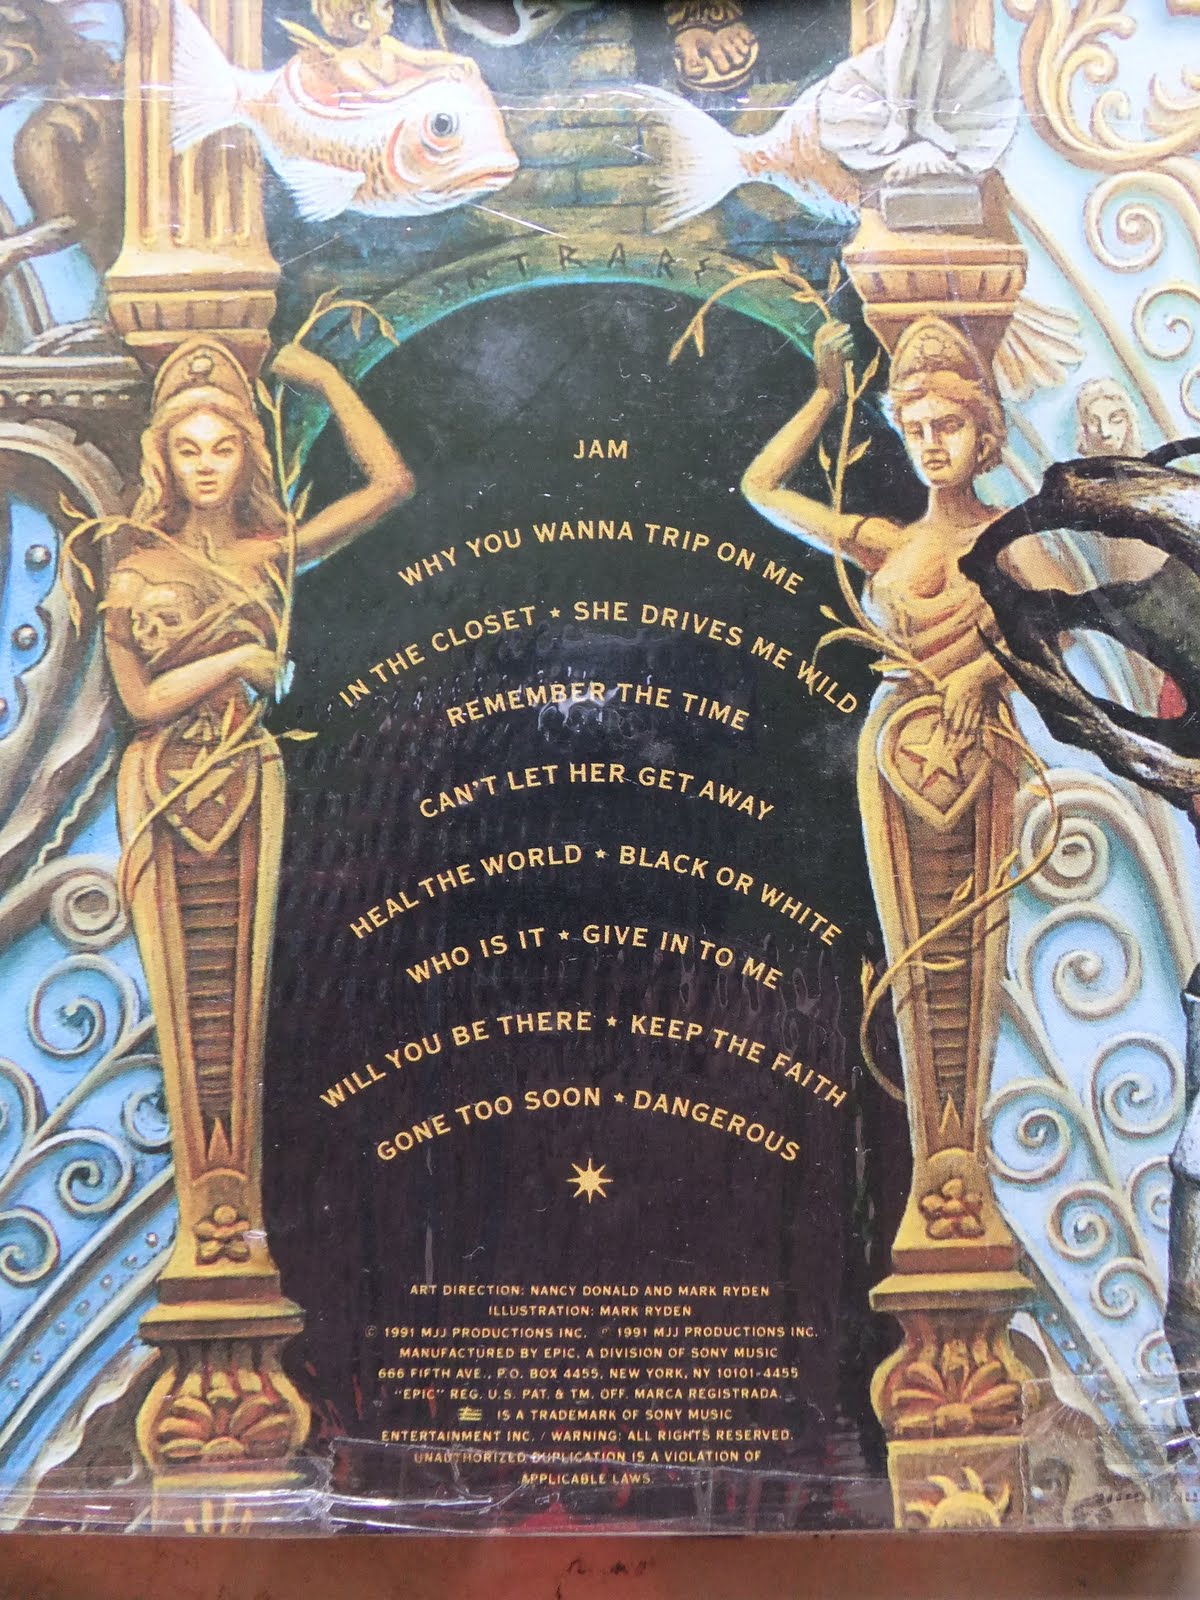 JAM
WHY YOU WANNA TRIP ON ME
IN THE CLOSET ★ SHE DRIVES ME WILD
REMEMBER THE TIME
CAN'T LET HER GET AWAY
HEAL THE WORLD ★ BLACK OR WHITE
WHO IS IT ★ GIVE IN TO ME
WILL YOU BE THERE ★ KEEP THE FAITH
GONE TOO SOON ★ DANGEROUS
ART DIRECTION: NANCY DONALD AND MARK RYDEN
ILLUSTRATION: MARK RYDEN
© 1991 MJJ PRODUCTIONS INC. ℗ 1991 MJJ PRODUCTIONS INC.
MANUFACTURED BY EPIC, A DIVISION OF SONY MUSIC
666 FIFTH AVE., P.O. BOX 4455, NEW YORK, NY 10101-4455
"EPIC" REG. U.S. PAT. & TM. OFF. MARCA REGISTRADA.
IS A TRADEMARK OF SONY MUSIC
ENTERTAINMENT INC. / WARNING: ALL RIGHTS RESERVED.
UNAUTHORIZED DUPLICATION IS A VIOLATION OF
APPLICABLE LAWS.